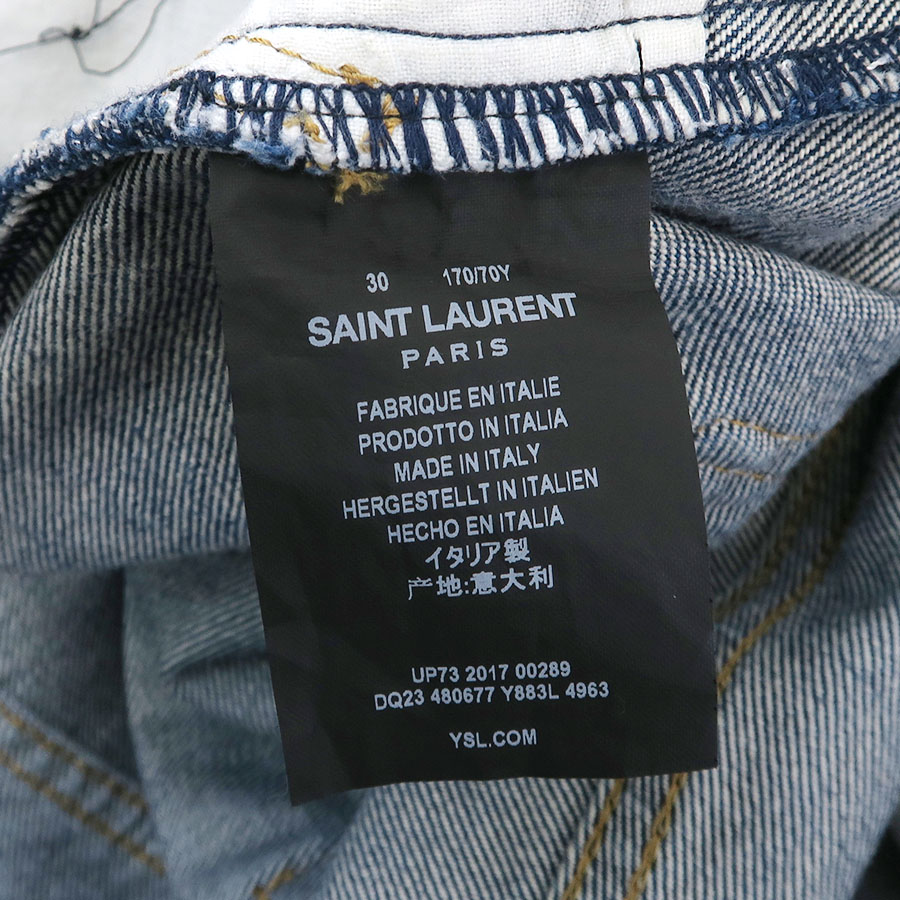 30 170/70Y
SAINT LAURENT
PARIS
FABRIQUE EN ITALIE
PRODOTTO IN ITALIA
MADE IN ITALY
HERGESTELLT IN ITALIEN
HECHO EN ITALIA
イタリア製
产地:意大利
UP73 2017 00289
DQ23 480677 Y883L 4963
YSL.COM